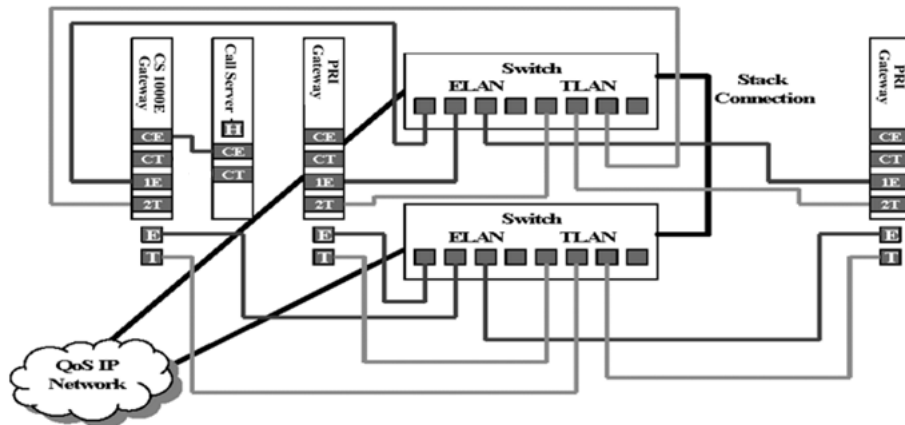 CS 1000E
Gateway
CE
CT
1E
2T
E
T
Call Server
H
CE
CT
PRI
Gateway
CE
CT
1E
2T
E
T
Switch
ELAN TLAN
Stack
Connection
Switch
ELAN TLAN
PRI
Gateway
CE
CT
1E
2T
E
T
QoS IP
Network